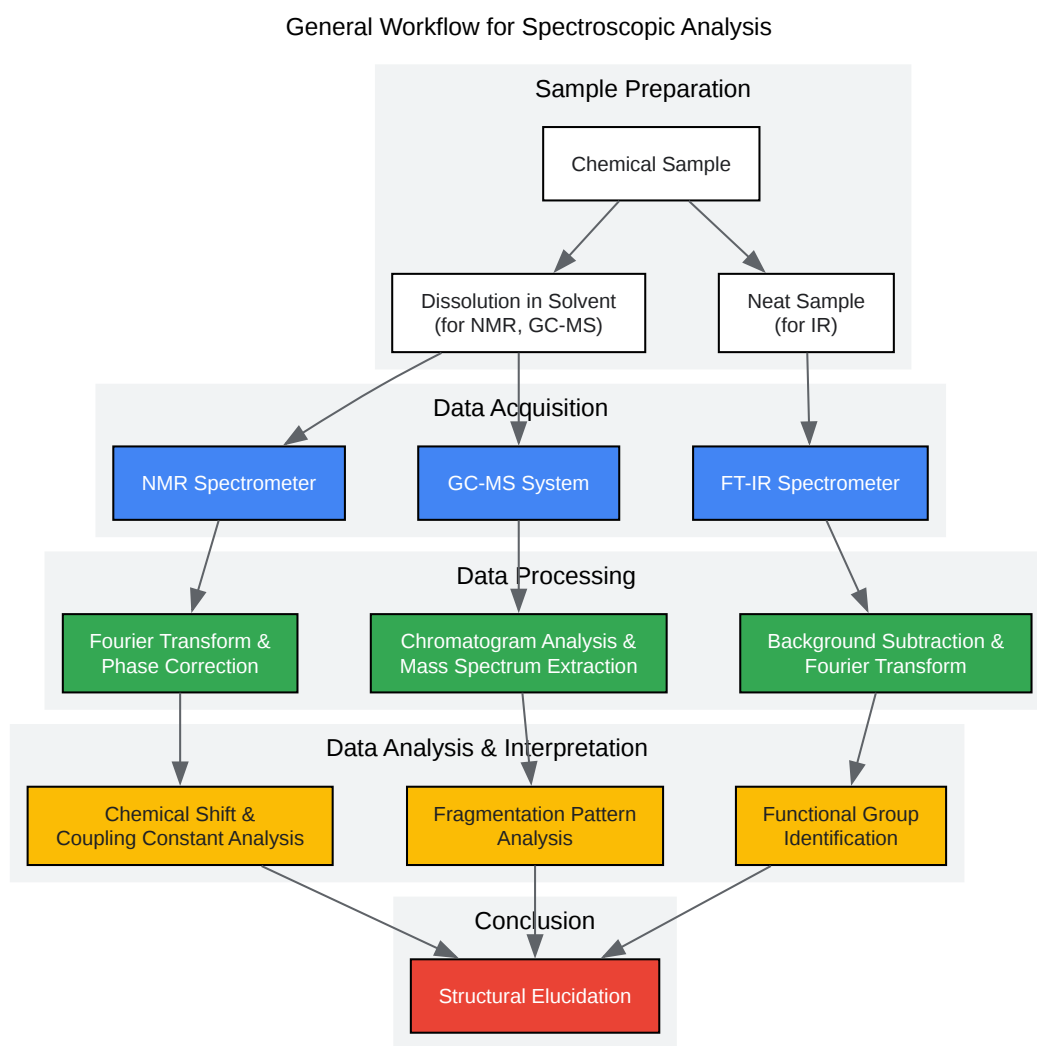 General Workflow for Spectroscopic Analysis
Sample Preparation
Chemical Sample
Dissolution in Solvent
(for NMR, GC-MS)
Neat Sample
(for IR)
Data Acquisition
NMR Spectrometer
GC-MS System
FT-IR Spectrometer
Data Processing
Fourier Transform &
Phase Correction
Chromatogram Analysis &
Mass Spectrum Extraction
Background Subtraction &
Fourier Transform
Data Analysis & Interpretation
Chemical Shift &
Coupling Constant Analysis
Fragmentation Pattern
Analysis
Functional Group
Identification
Conclusion
Structural Elucidation